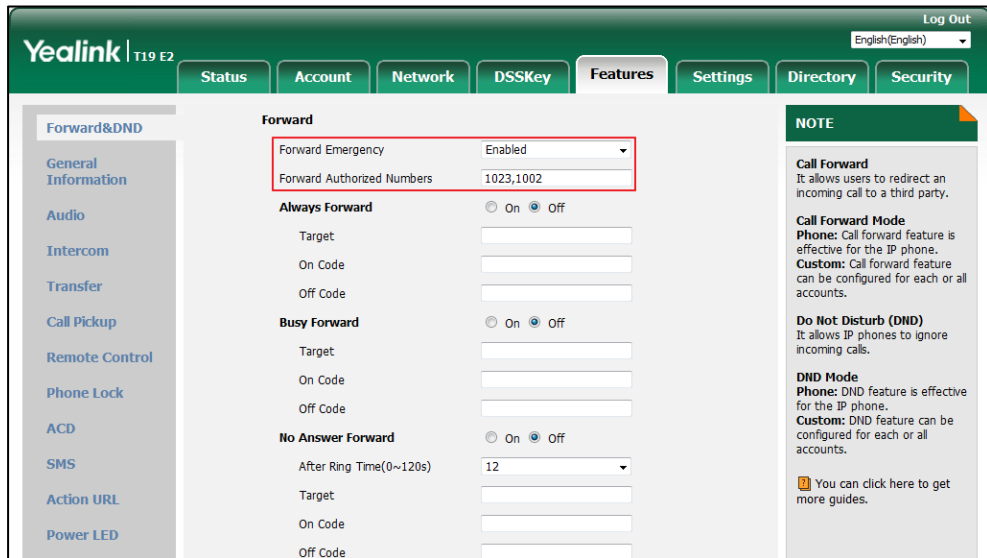 Log Out
English(English)
Yealink T19 E2
Status
Account
Network
DSSKey
Features
Settings
Directory
Security
Forward&DND
General
Information
Audio
Intercom
Transfer
Call Pickup
Remote Control
Phone Lock
ACD
SMS
Action URL
Power LED
Forward
Forward Emergency Enabled
Forward Authorized Numbers 1023,1002
Always Forward On Off
Target
On Code
Off Code
Busy Forward On Off
Target
On Code
Off Code
No Answer Forward On Off
After Ring Time(0~120s) 12
Target
On Code
Off Code
NOTE
Call Forward
It allows users to redirect an
incoming call to a third party.
Call Forward Mode
Phone: Call forward feature is
effective for the IP phone.
Custom: Call forward feature
can be configured for each or all
accounts.
Do Not Disturb (DND)
It allows IP phones to ignore
incoming calls.
DND Mode
Phone: DND feature is effective
for the IP phone.
Custom: DND feature can be
configured for each or all
accounts.
? You can click here to get
more guides.